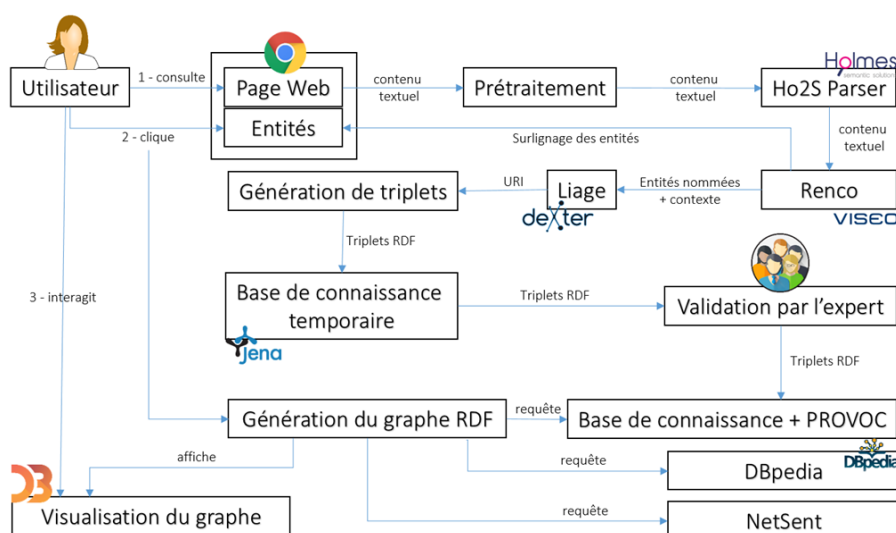 Holmes
semantic solution
Utilisateur
1 - consulte
Page Web
contenu
textuel
Prétraitement
contenu
textuel
Ho2S Parser
2 - clique
Entités
Surlignage des entités
contenu
textuel
Génération de triplets
URI
Liage
dexter
Entités nommées
+ contexte
Renco
VISEO
Triplets RDF
3 - interagit
Base de connaissance
temporaire
jena
Triplets RDF
Validation par l'expert
Triplets RDF
Génération du graphe RDF
requête
Base de connaissance + PROVOC
affiche
requête
DBpedia
DBpedia
D3
Visualisation du graphe
requête
NetSent